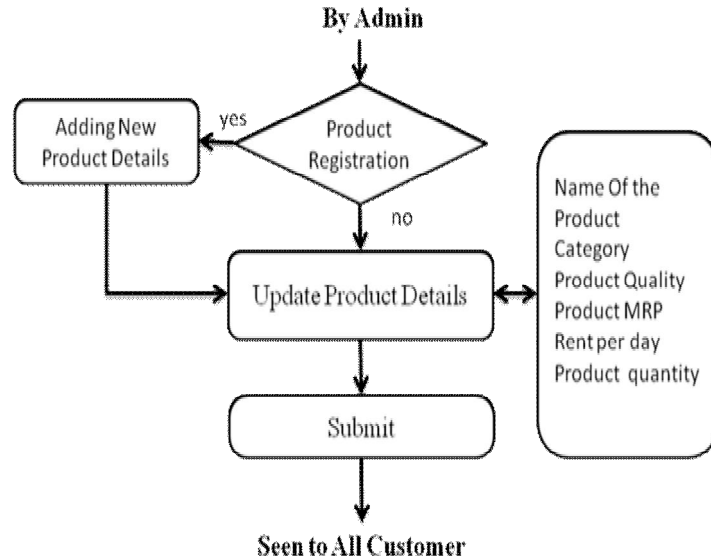 By Admin
yes
Adding New
Product Details
Product
Registration
no
Update Product Details
Name Of the
Product
Category
Product Quality
Product MRP
Rent per day
Product quantity
Submit
Seen to All Customer